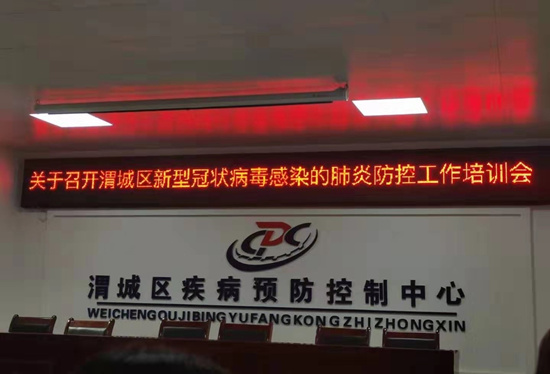 关于召开渭城区新型冠状病毒感染的肺炎防控工作培训会
CDC
渭城区疾病预防控制中心
WEICHENGQUJIBINGYUFANGKONGZHIZHONGXIN